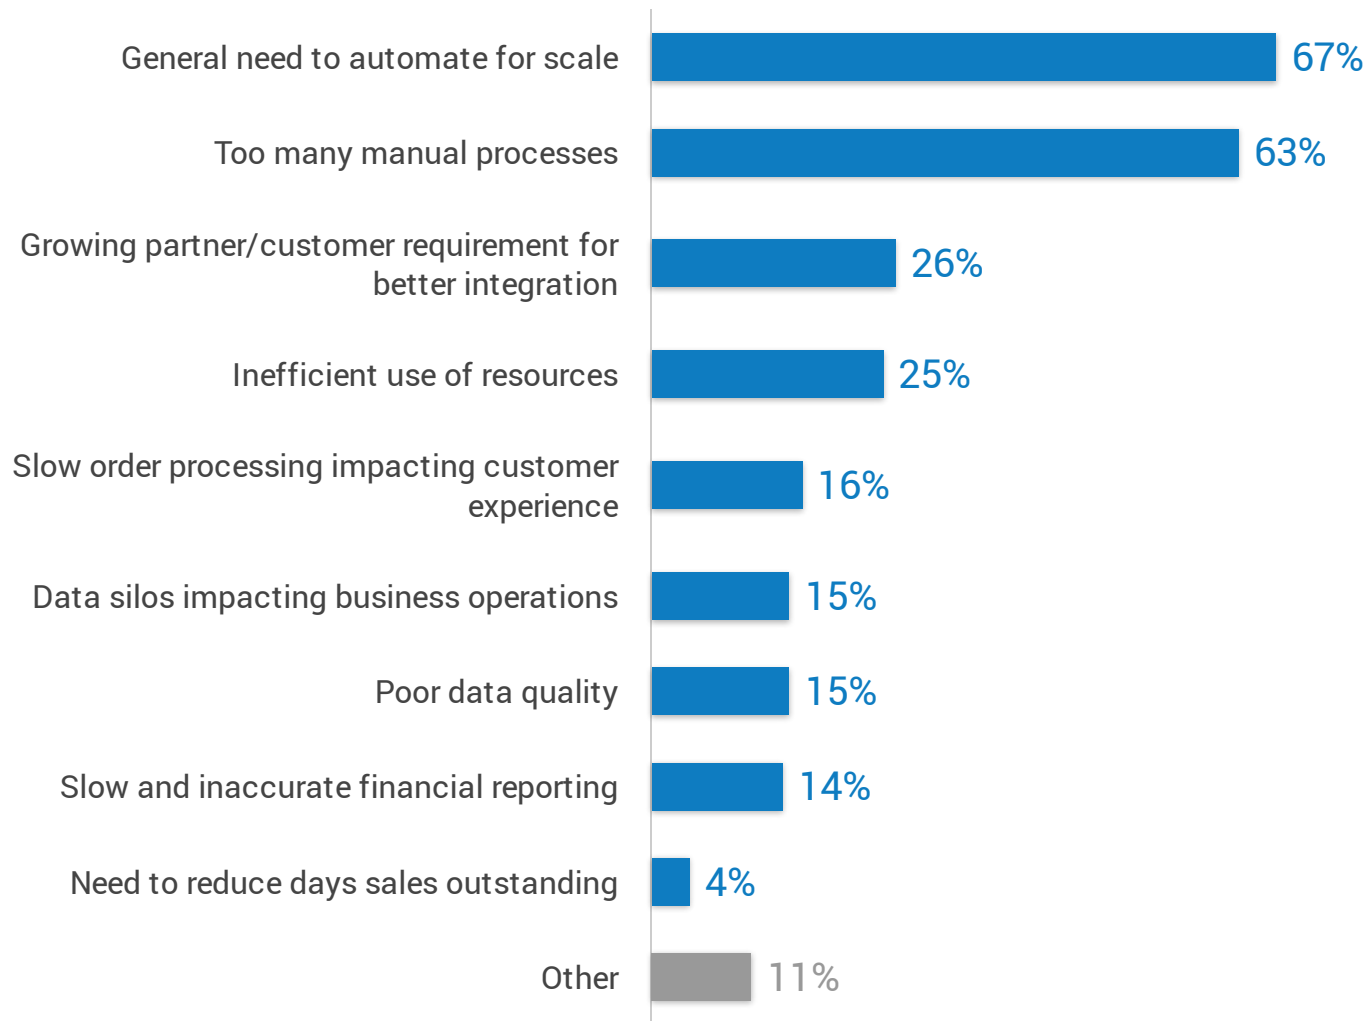 General need to automate for scale 67%
Too many manual processes 63%
Growing partner/customer requirement for
better integration 26%
Inefficient use of resources 25%
Slow order processing impacting customer
experience 16%
Data silos impacting business operations 15%
Poor data quality 15%
Slow and inaccurate financial reporting 14%
Need to reduce days sales outstanding 4%
Other 11%